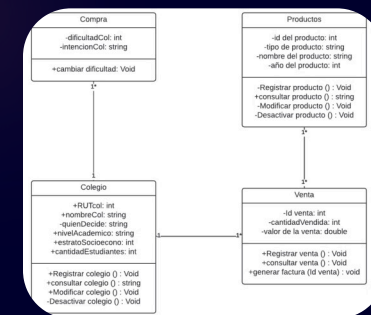 Compra
-dificultadCol: int
-intencionCol: string
+cambiar dificultad: Void
1*
1
Colegio
+RUTcol: int
+nombreCol: string
-quienDecide: string
+nivelAcademico: string
+estratoSocioecono: int
+cantidadEstudiantes: int
+Registrar colegio () : Void
+consultar colegio () : string
+Modificar colegio () : Void
-Desactivar colegio () : Void
1
1*
Productos
-id del producto: int
-tipo de producto: string
-nombre del producto: string
-año del producto: int
-Registrar producto () : Void
+consultar producto () : string
-Modificar producto () : Void
-Desactivar producto () : Void
1*
1*
Venta
-Id venta: int
-cantidadVendida: int
-valor de la venta: double
+Registrar venta () : Void
+consultar venta () : Void
+generar factura (Id venta) : void